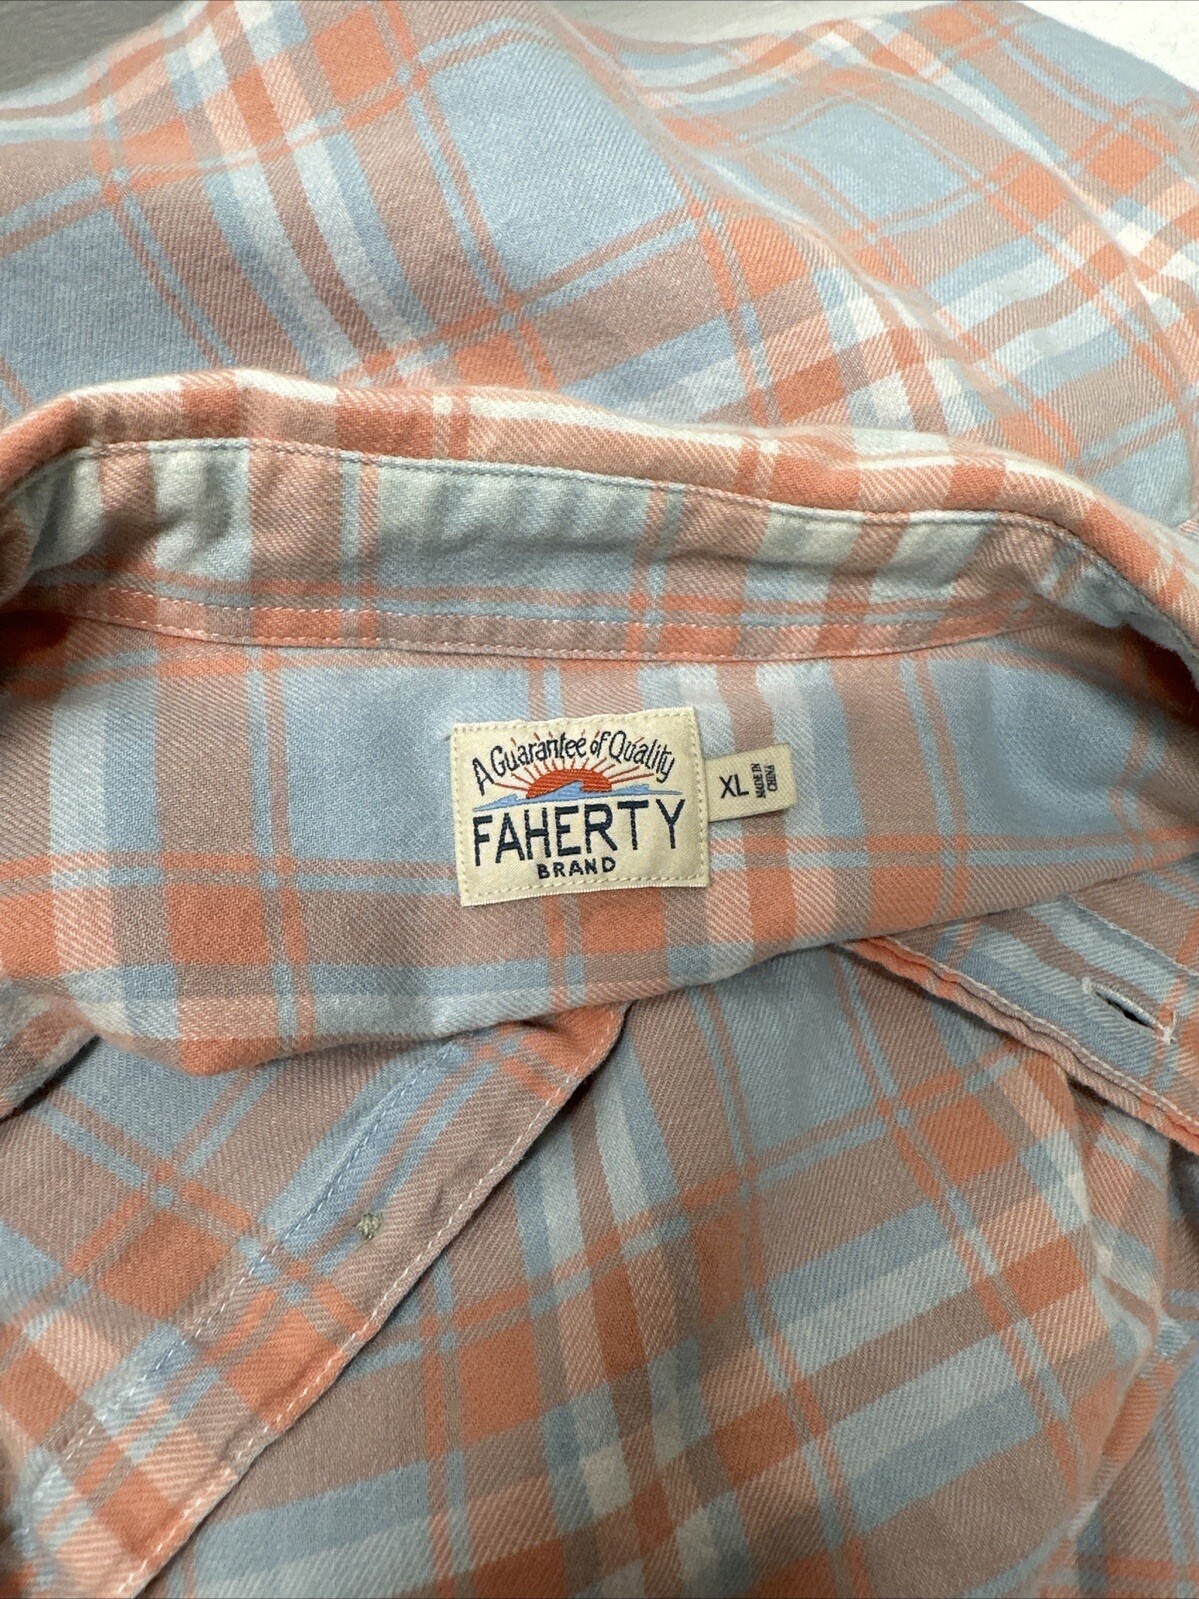 A Guarantee of Quality
FAHERTY
BRAND
XL
MADE IN
CHINA